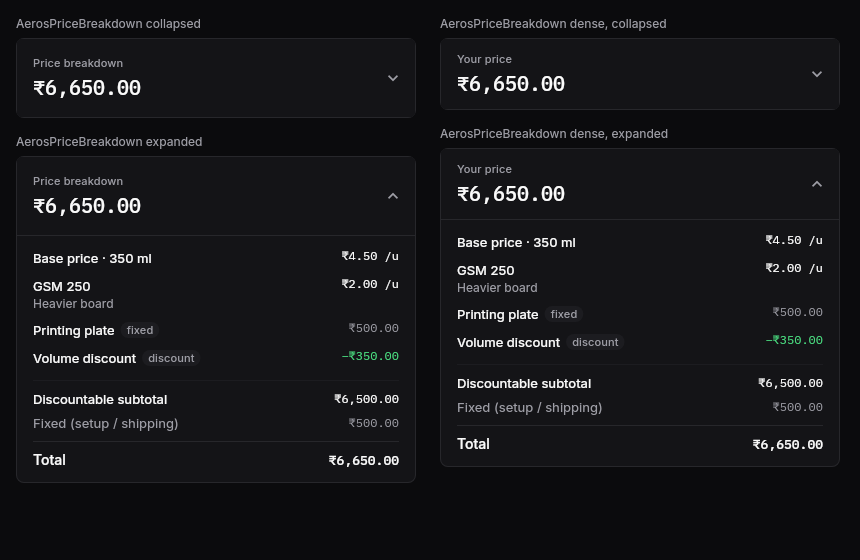 AerosPriceBreakdown collapsed
Price breakdown
₹6,650.00
AerosPriceBreakdown expanded
Price breakdown
₹6,650.00
Base price · 350 ml ₹4.50 /u
GSM 250 ₹2.00 /u
Heavier board
Printing plate fixed ₹500.00
Volume discount discount −₹350.00
Discountable subtotal ₹6,500.00
Fixed (setup / shipping) ₹500.00
Total ₹6,650.00
AerosPriceBreakdown dense, collapsed
Your price
₹6,650.00
AerosPriceBreakdown dense, expanded
Your price
₹6,650.00
Base price · 350 ml ₹4.50 /u
GSM 250 ₹2.00 /u
Heavier board
Printing plate fixed ₹500.00
Volume discount discount −₹350.00
Discountable subtotal ₹6,500.00
Fixed (setup / shipping) ₹500.00
Total ₹6,650.00